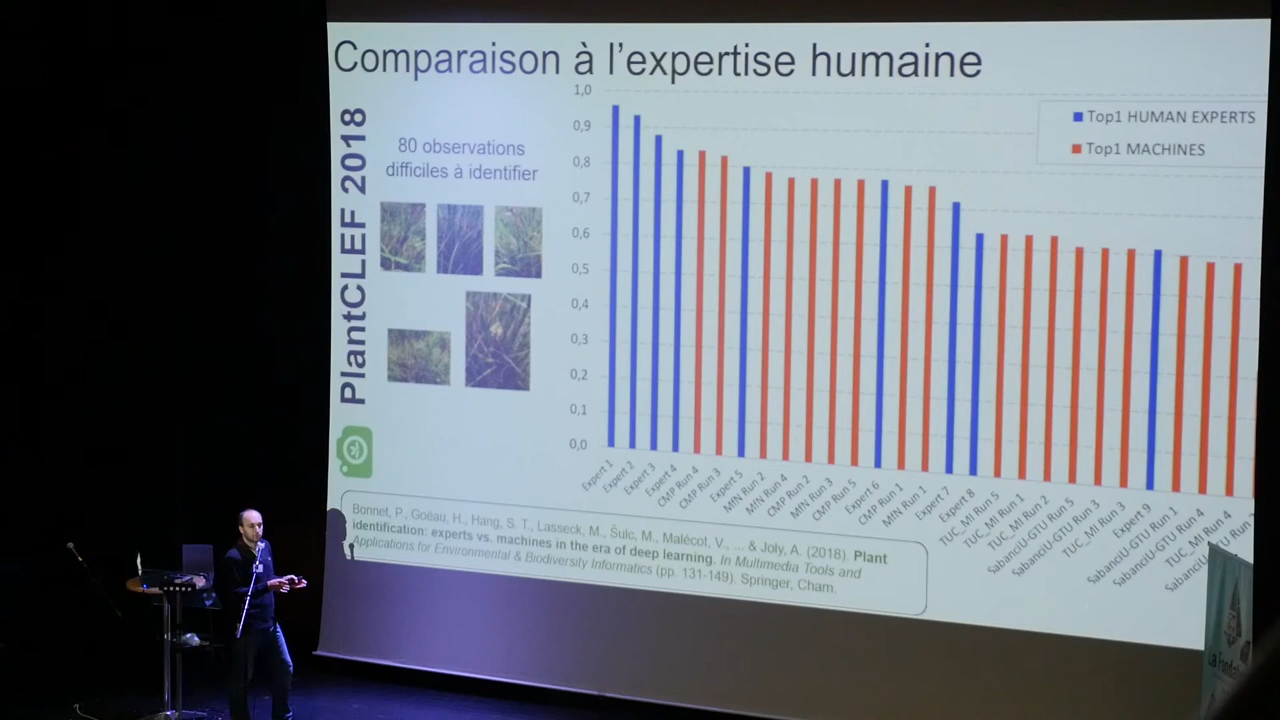 Comparaison à l'expertise humaine
PlantCLEF 2018
80 observations
difficiles à identifier
1,0
0,9
0,8
0,7
0,6
0,5
0,4
0,3
0,2
0,1
0,0
Top1 HUMAN EXPERTS
Top1 MACHINES
Expert 1
Expert 2
Expert 3
Expert 4
CMP Run 4
CMP Run 3
Expert 5
MfN Run 2
MfN Run 4
CMP Run 2
MfN Run 3
CMP Run 5
Expert 6
CMP Run 1
MfN Run 1
Expert 7
Expert 8
TUC_MI Run 5
TUC_MI Run 1
TUC_MI Run 2
SabanciU-GTU Run 5
SabanciU-GTU Run 3
TUC_MI Run 3
Expert 9
SabanciU-GTU Run 1
SabanciU-GTU Run 4
TUC_MI Run 4
Bonnet, P., Goëau, H., Hang, S. T., Lasseck, M., Šulc, M., Malécot, V., ... & Joly, A. (2018). Plant
identification: experts vs. machines in the era of deep learning. In Multimedia Tools and
Applications for Environmental & Biodiversity Informatics (pp. 131-149). Springer, Cham.
La